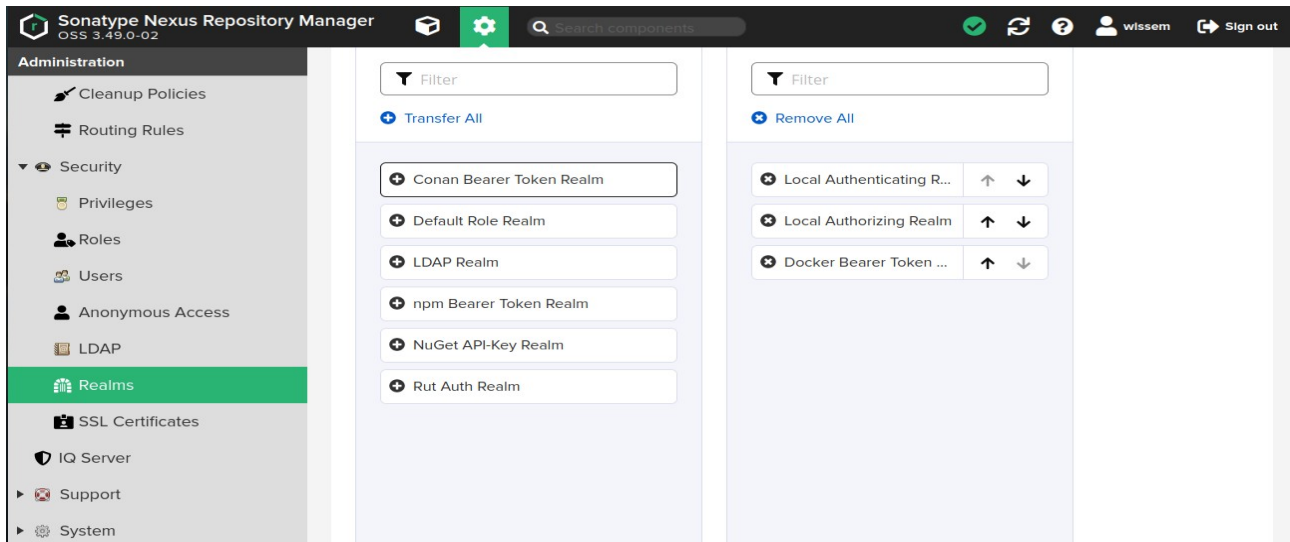 Sonatype Nexus Repository Manager
OSS 3.49.0-02
Search components
wissem
Sign out
Administration
Cleanup Policies
Routing Rules
Security
Privileges
Roles
Users
Anonymous Access
LDAP
Realms
SSL Certificates
IQ Server
Support
System
Filter
Transfer All
Conan Bearer Token Realm
Default Role Realm
LDAP Realm
npm Bearer Token Realm
NuGet API-Key Realm
Rut Auth Realm
Filter
Remove All
Local Authenticating R...
Local Authorizing Realm
Docker Bearer Token ...